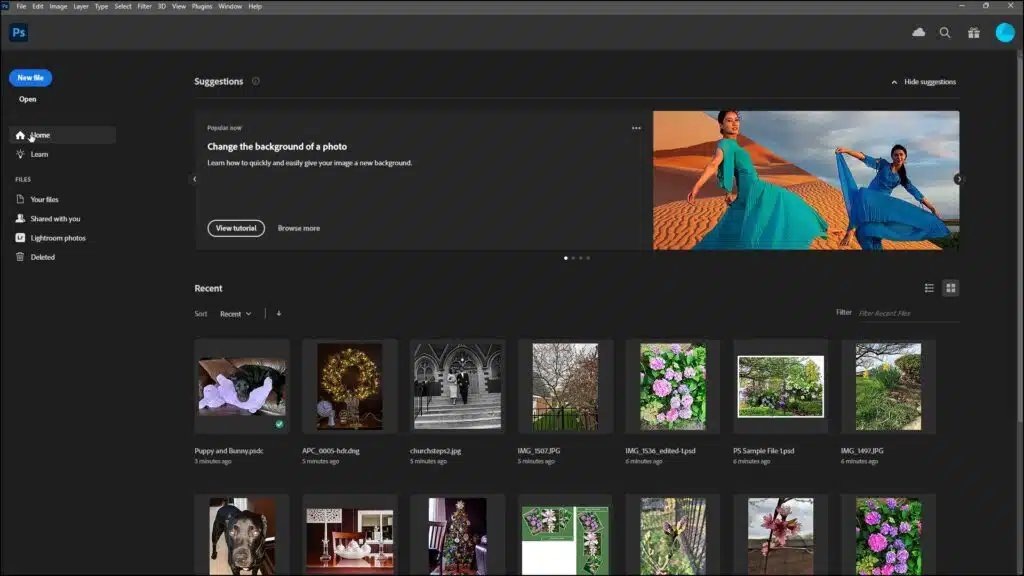 Ps File Edit Image Layer Type Select Filter 3D View Plugins Window Help
Ps
New file
Open
Home
Learn
FILES
Your files
Shared with you
Lr Lightroom photos
Deleted
Suggestions
Hide suggestions
Popular now
Change the background of a photo
Learn how to quickly and easily give your image a new background.
View tutorial Browse more
Recent
Sort Recent
Filter Filter Recent Files
Puppy and Bunny.psdc
3 minutes ago
APC_0005-hdr.dng
5 minutes ago
churchsteps2.jpg
5 minutes ago
IMG_1507.JPG
5 minutes ago
IMG_1536_edited-1.psd
6 minutes ago
PS Sample File 1.psd
6 minutes ago
IMG_1497.JPG
6 minutes ago